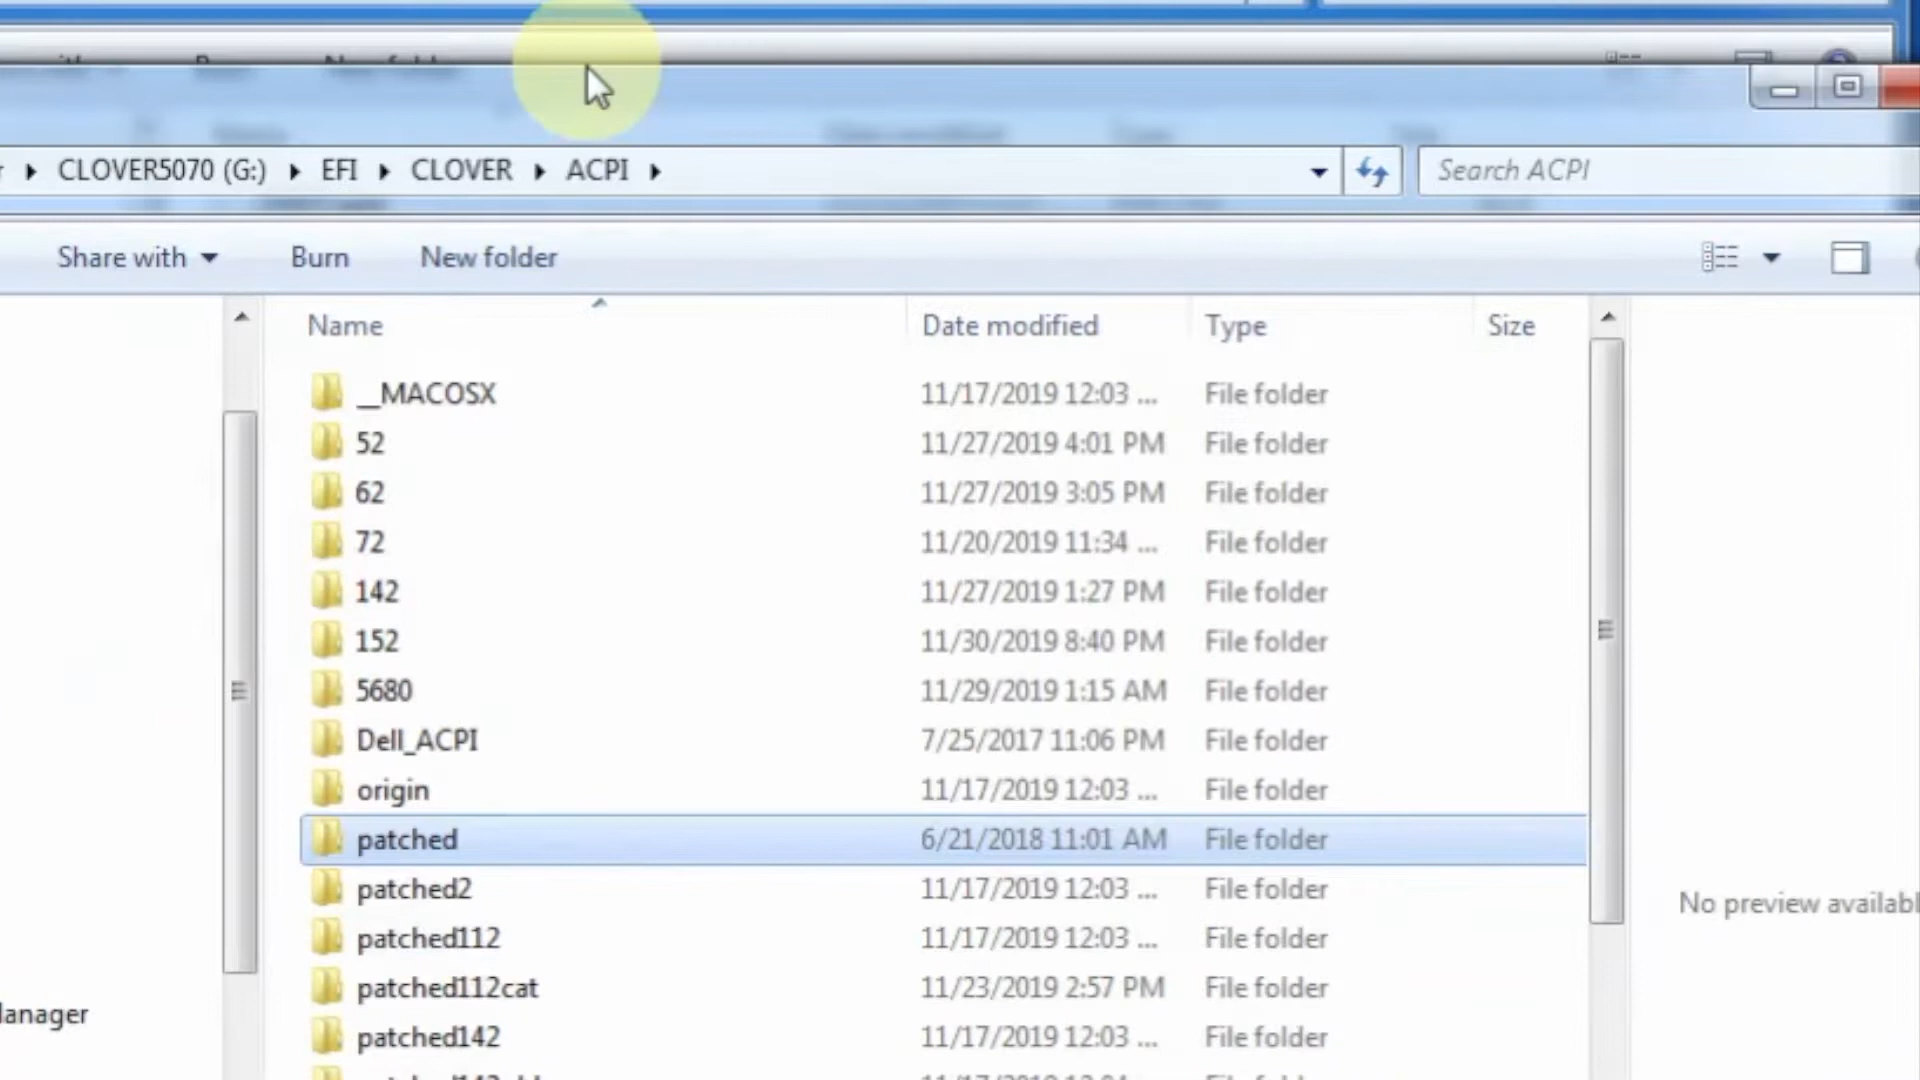 CLOVER5070 (G:) EFI CLOVER ACPI Search ACPI
Share with Burn New folder
Name Date modified Type Size
__MACOSX 11/17/2019 12:03 ... File folder
52 11/27/2019 4:01 PM File folder
62 11/27/2019 3:05 PM File folder
72 11/20/2019 11:34 ... File folder
142 11/27/2019 1:27 PM File folder
152 11/30/2019 8:40 PM File folder
5680 11/29/2019 1:15 AM File folder
Dell_ACPI 7/25/2017 11:06 PM File folder
origin 11/17/2019 12:03 ... File folder
patched 6/21/2018 11:01 AM File folder
patched2 11/17/2019 12:03 ... File folder
No preview availabl
patched112 11/17/2019 12:03 ... File folder
patched112cat 11/23/2019 2:57 PM File folder
anager
patched142 11/17/2019 12:03 ... File folder